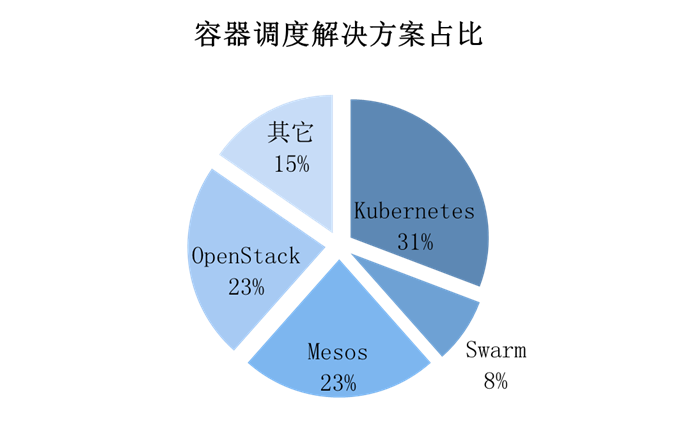 容器调度解决方案占比
其它
15%
Kubernetes
31%
OpenStack
23%
Mesos
23%
Swarm
8%